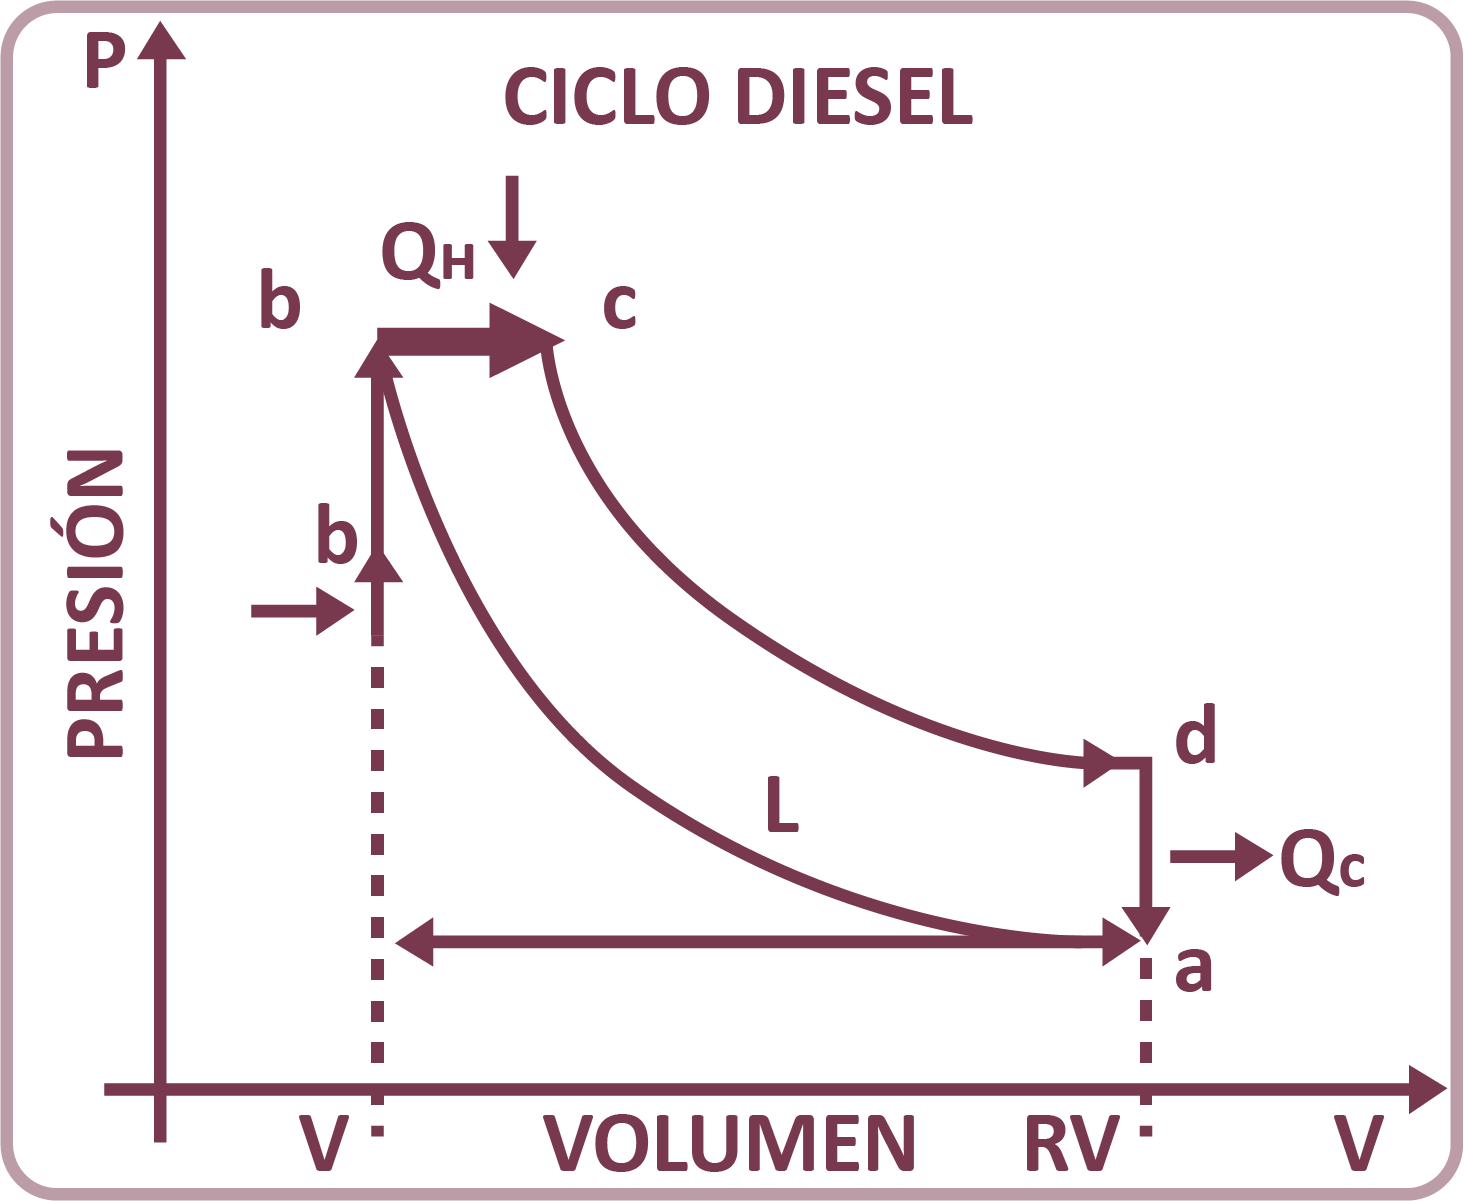 P
CICLO DIESEL
QH
b
c
PRESIÓN
b
d
L
Qc
a
V
VOLUMEN
RV
V